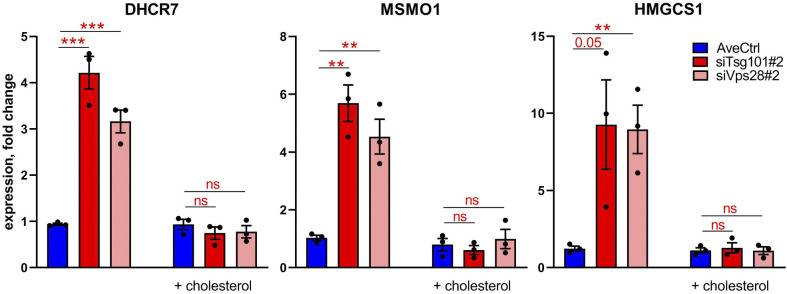 DHCR7
MSMO1
HMGCS1
expression, fold change
5
4
3
2
1
0
***
***
ns
ns
+ cholesterol
8
6
4
2
0
**
**
ns
ns
+ cholesterol
15
10
5
0
**
0.05
ns
ns
+ cholesterol
AveCtrl
siTsg101#2
siVps28#2